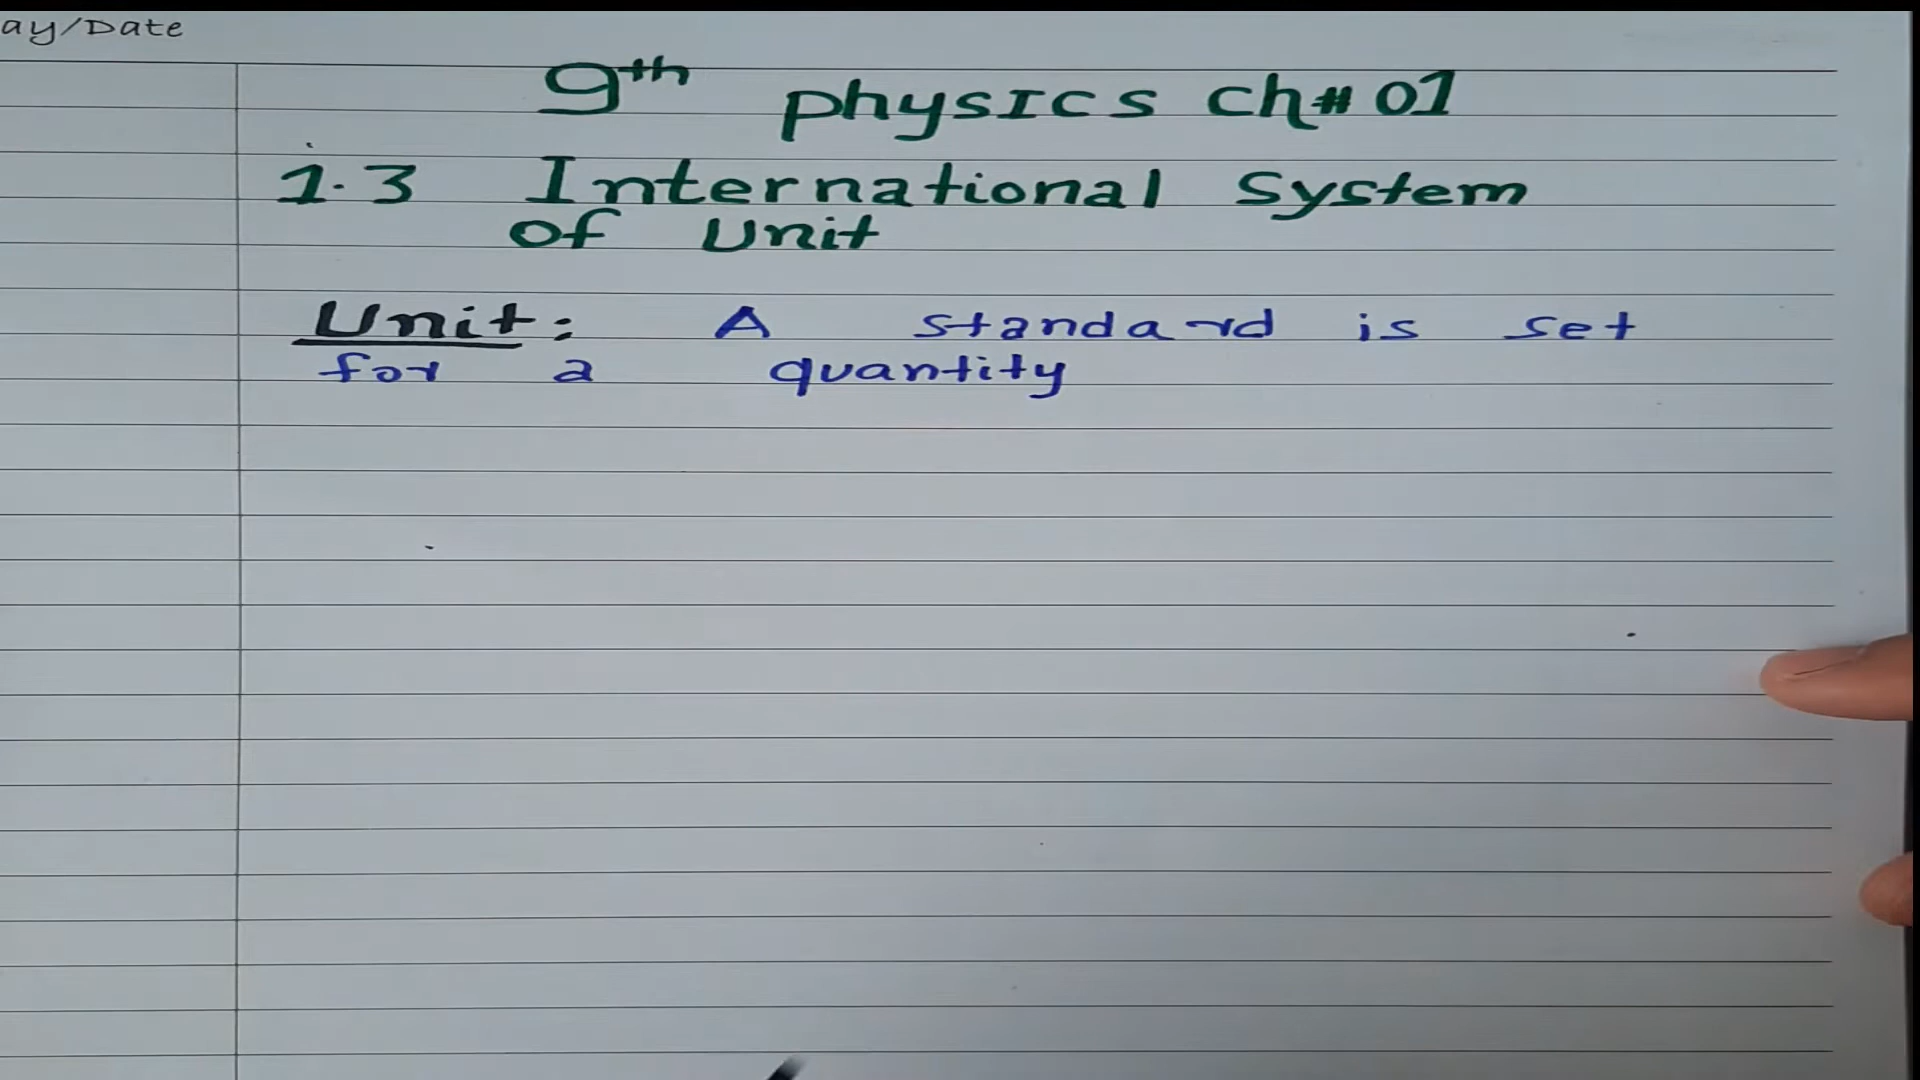 ay/Date
9th physics ch# 01
1.3 International System
of Unit
Unit: A standard is set
for a quantity